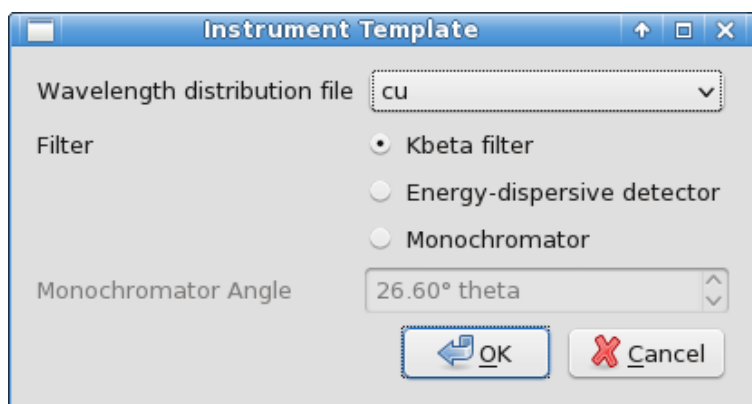 Instrument Template
Wavelength distribution file cu
Filter Kbeta filter
Energy-dispersive detector
Monochromator
Monochromator Angle 26.60° theta
OK Cancel